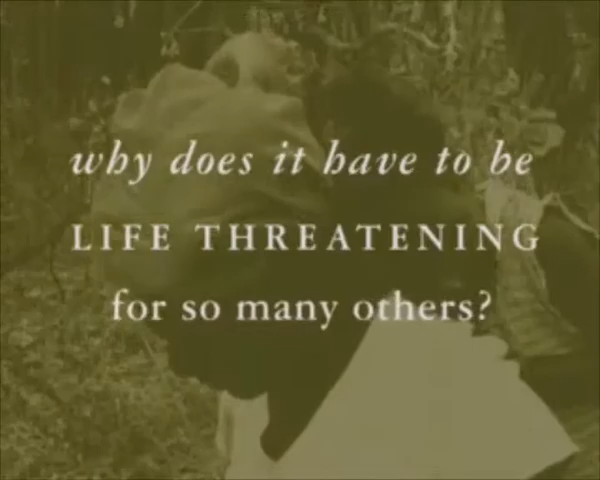 why does it have to be
LIFE THREATENING
for so many others?